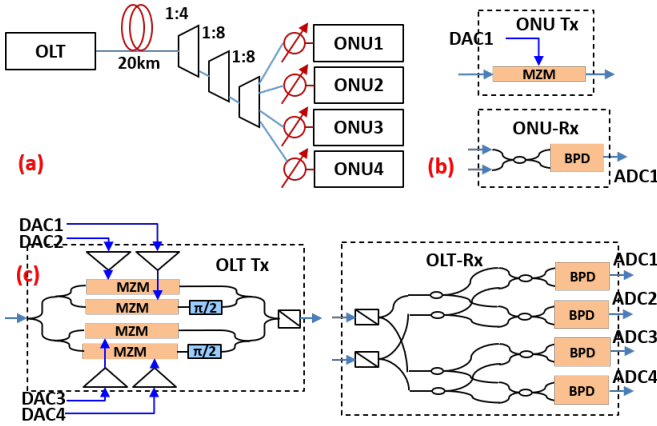 OLT
20km
1:4
1:8
1:8
ONU1
ONU2
ONU3
ONU4
(a)
ONU Tx
DAC1
MZM
ONU-Rx
BPD
ADC1
(b)
DAC1
DAC2
(c)
OLT Tx
MZM
MZM
π/2
MZM
MZM
π/2
DAC3
DAC4
OLT-Rx
BPD
ADC1
BPD
ADC2
BPD
ADC3
BPD
ADC4